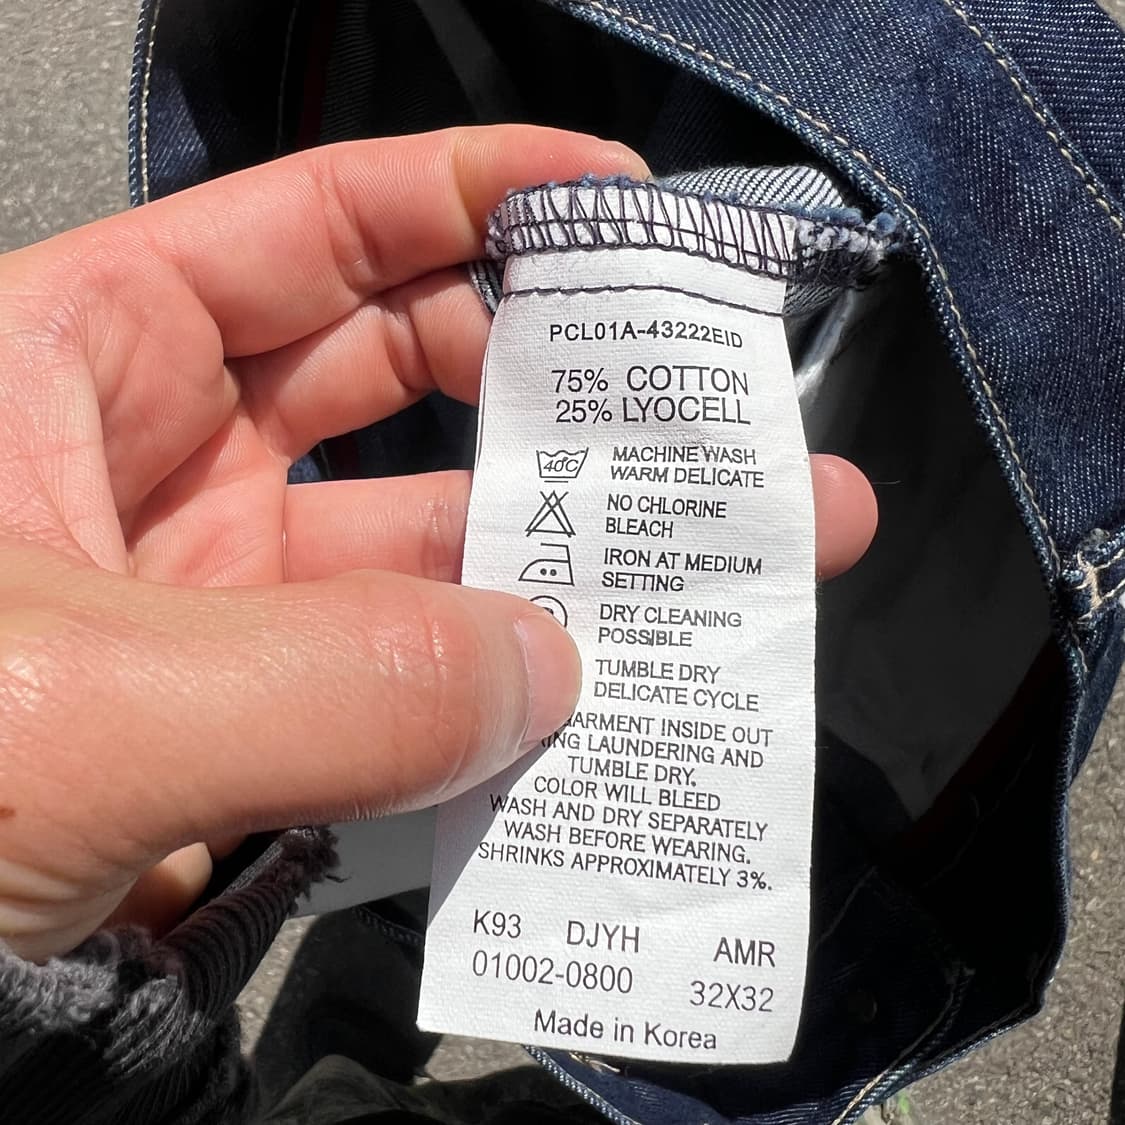 PCL01A-43222EID
75% COTTON
25% LYOCELL
40°C
MACHINE WASH
WARM DELICATE
NO CHLORINE
BLEACH
IRON AT MEDIUM
SETTING
DRY CLEANING
POSSIBLE
TUMBLE DRY
DELICATE CYCLE
GARMENT INSIDE OUT
LAUNDERING AND
TUMBLE DRY.
COLOR WILL BLEED
WASH AND DRY SEPARATELY
WASH BEFORE WEARING.
SHRINKS APPROXIMATELY 3%.
K93 DJYH AMR
01002-0800 32X32
Made in Korea